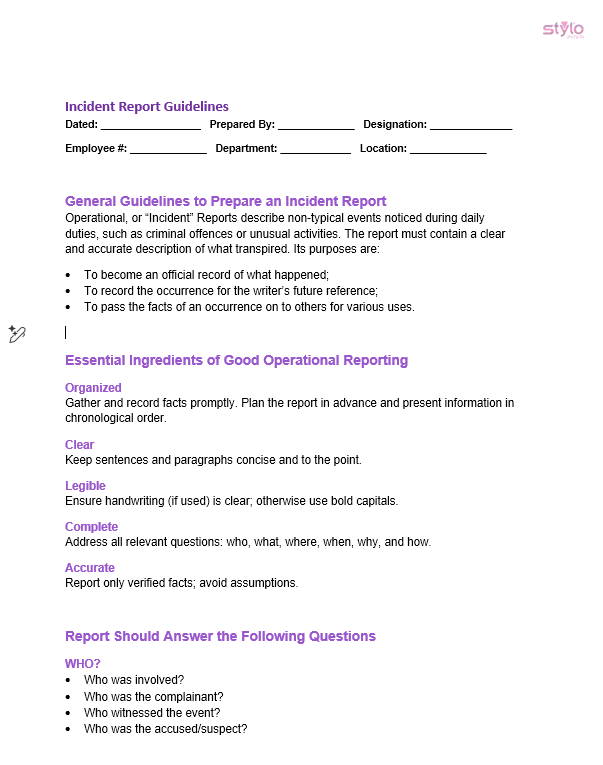 stylo
Incident Report Guidelines
Dated: _________________ Prepared By: _____________ Designation: ______________
Employee #: _____________ Department: ____________ Location: _____________
General Guidelines to Prepare an Incident Report
Operational, or “Incident” Reports describe non-typical events noticed during daily
duties, such as criminal offences or unusual activities. The report must contain a clear
and accurate description of what transpired. Its purposes are:
• To become an official record of what happened;
• To record the occurrence for the writer’s future reference;
• To pass the facts of an occurrence on to others for various uses.
Essential Ingredients of Good Operational Reporting
Organized
Gather and record facts promptly. Plan the report in advance and present information in
chronological order.
Clear
Keep sentences and paragraphs concise and to the point.
Legible
Ensure handwriting (if used) is clear; otherwise use bold capitals.
Complete
Address all relevant questions: who, what, where, when, why, and how.
Accurate
Report only verified facts; avoid assumptions.
Report Should Answer the Following Questions
WHO?
• Who was involved?
• Who was the complainant?
• Who witnessed the event?
• Who was the accused/suspect?